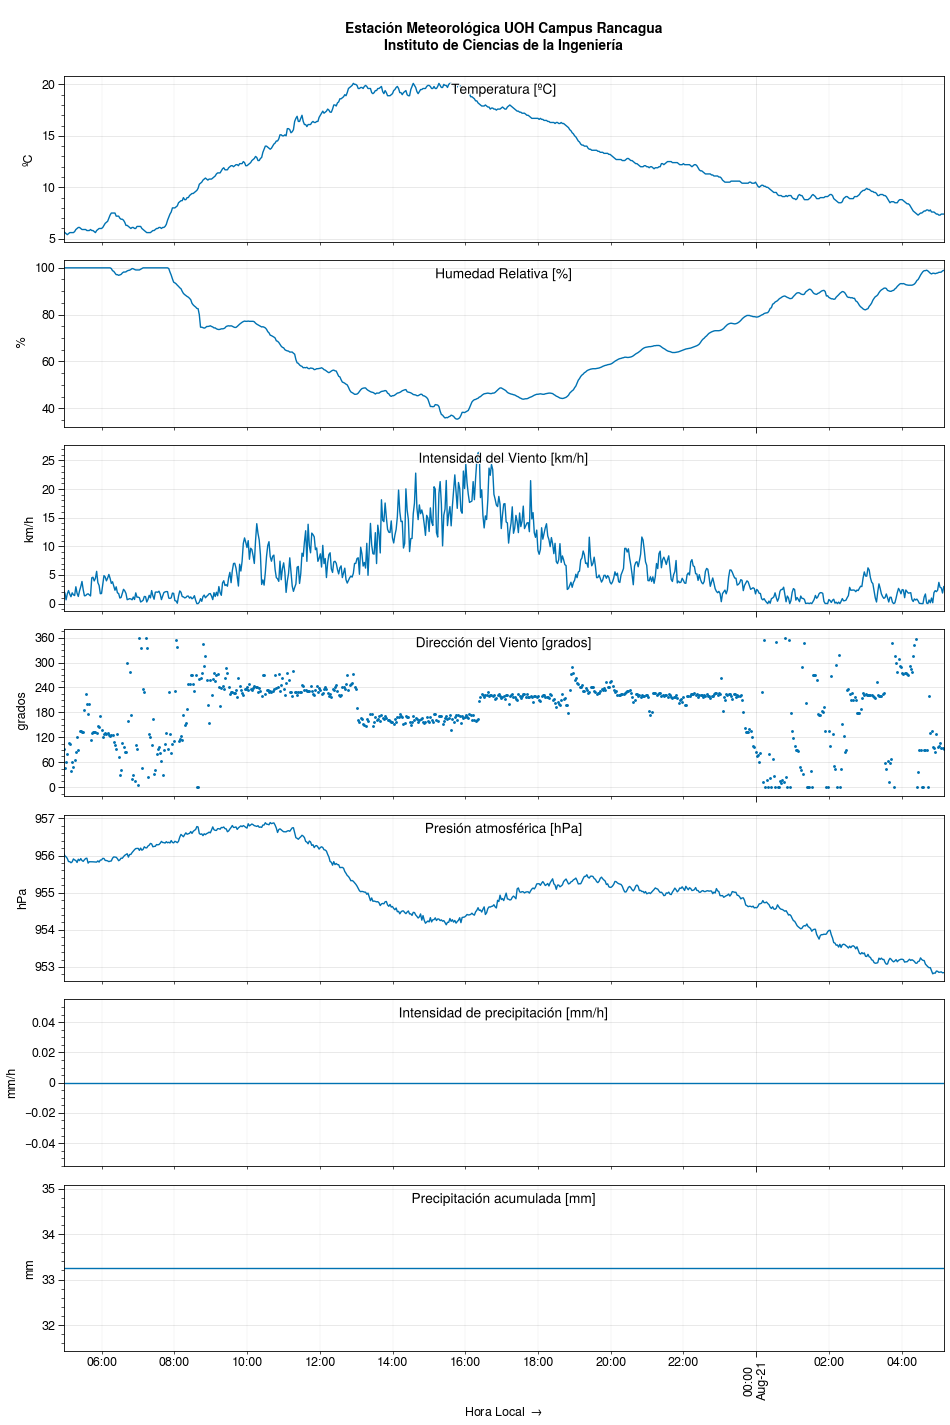 Estación Meteorológica UOH Campus Rancagua
Instituto de Ciencias de la Ingeniería
Temperatura [ºC]
ºC
20
15
10
5
Humedad Relativa [%]
%
100
80
60
40
Intensidad del Viento [km/h]
km/h
25
20
15
10
5
0
Dirección del Viento [grados]
grados
360
300
240
180
120
60
0
Presión atmosférica [hPa]
hPa
957
956
955
954
953
Intensidad de precipitación [mm/h]
mm/h
0.04
0.02
0
−0.02
−0.04
Precipitación acumulada [mm]
mm
35
34
33
32
06:00 08:00 10:00 12:00 14:00 16:00 18:00 20:00 22:00 00:00 02:00 04:00
Aug-21
Hora Local →